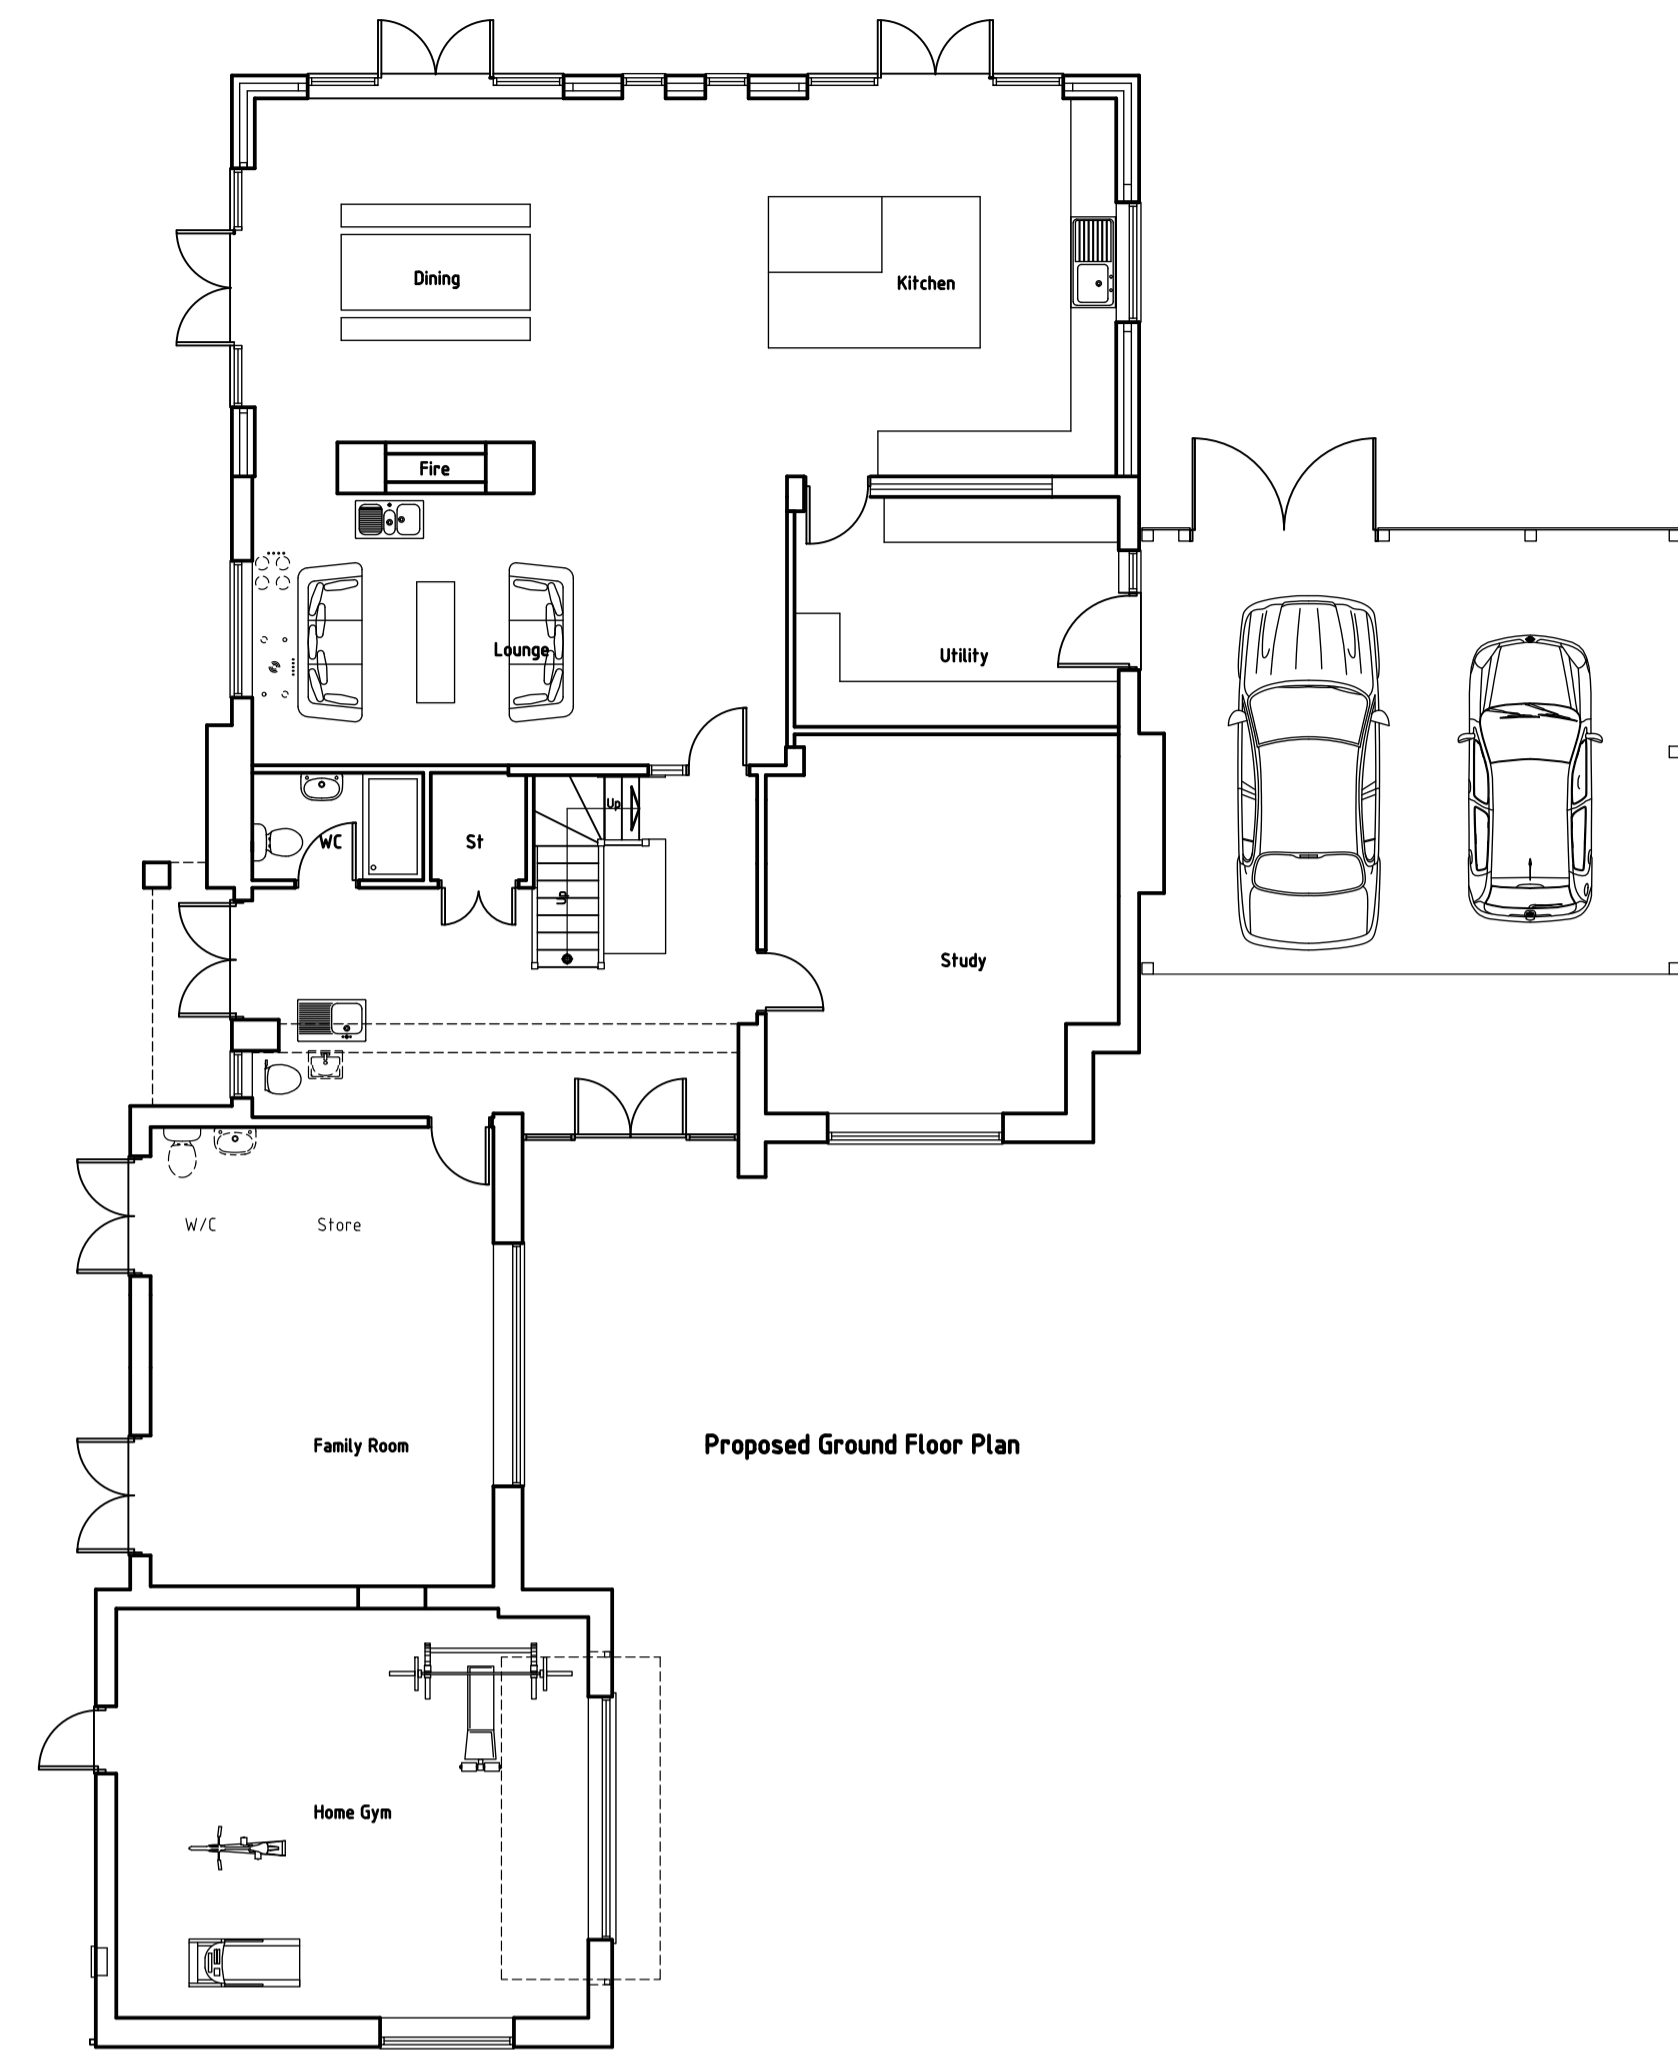 Dining
Kitchen
Fire
Lounge
Utility
Up
WC
St
Up
Study
W/C
Store
Family Room
Proposed Ground Floor Plan
Home Gym